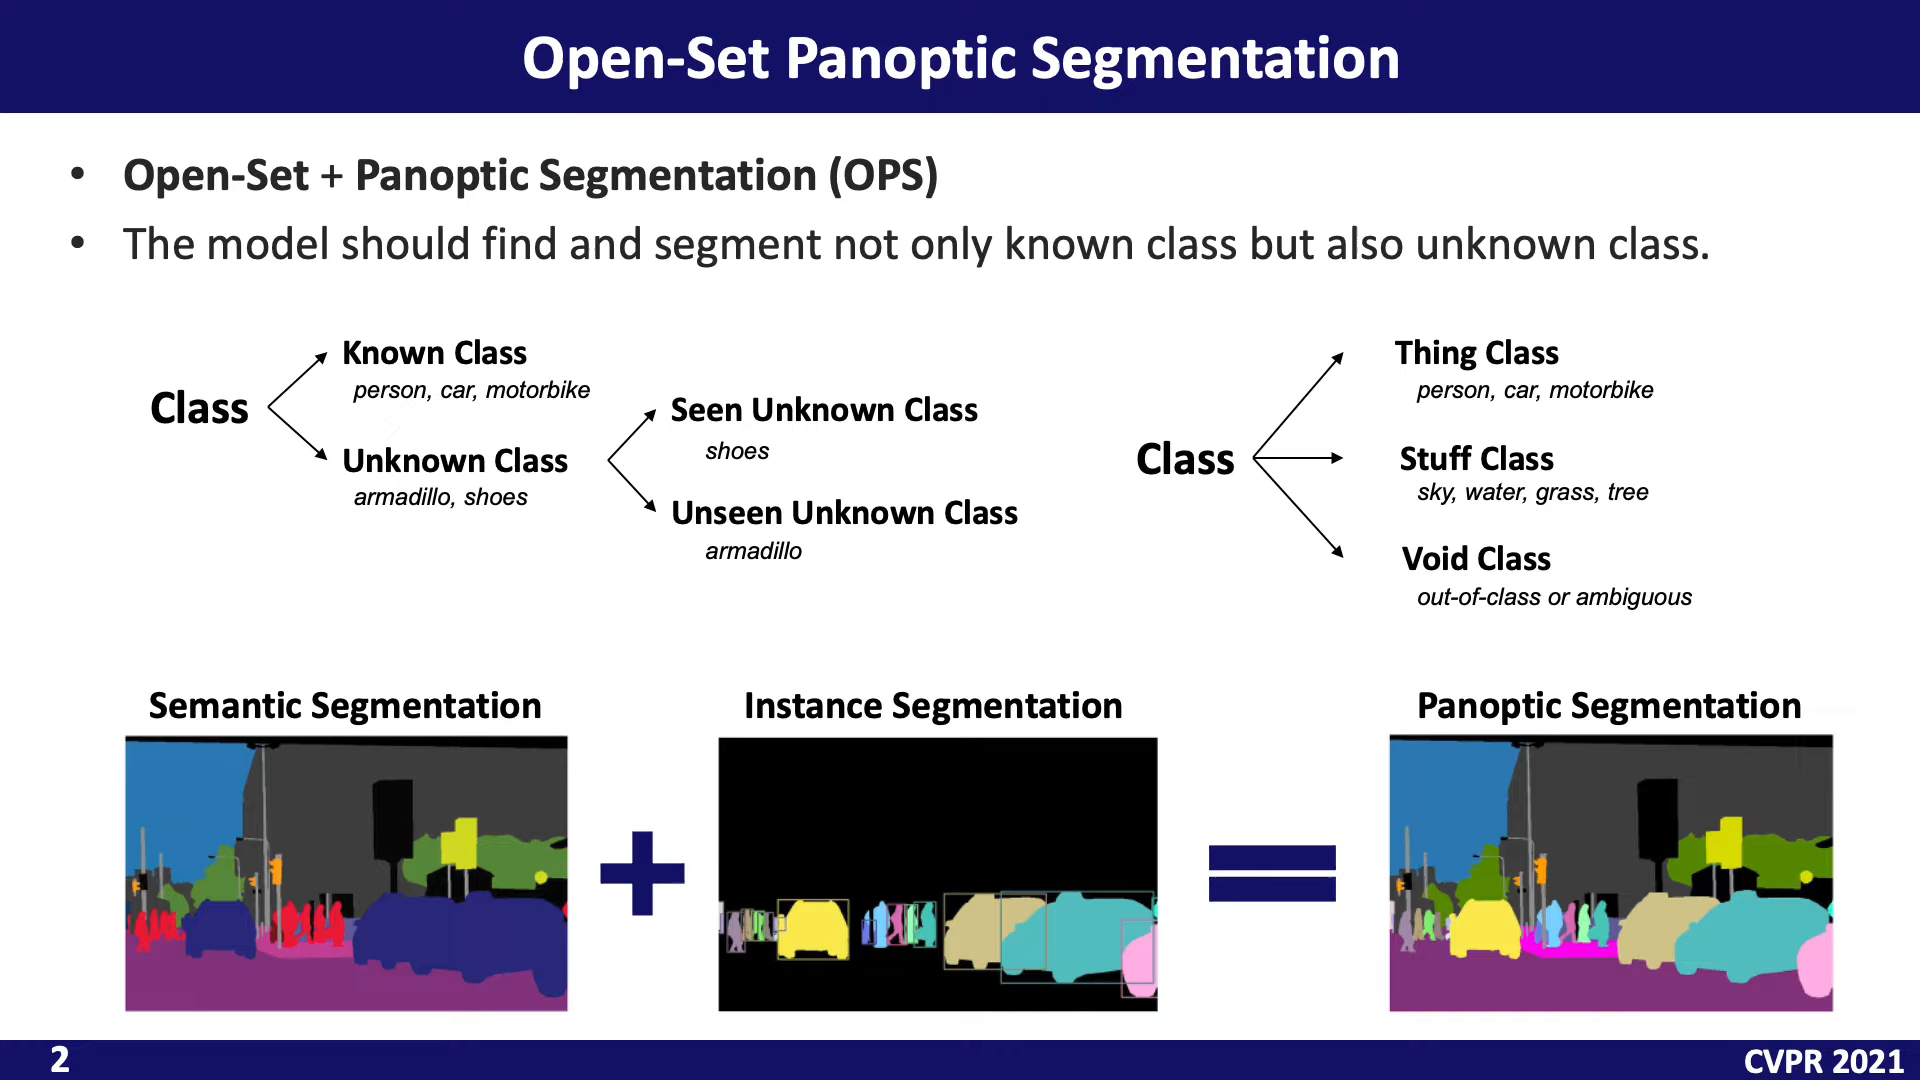 Open-Set Panoptic Segmentation
• Open-Set + Panoptic Segmentation (OPS)
• The model should find and segment not only known class but also unknown class.
Class
Known Class
person, car, motorbike
Unknown Class
armadillo, shoes
Seen Unknown Class
shoes
Unseen Unknown Class
armadillo
Class
Thing Class
person, car, motorbike
Stuff Class
sky, water, grass, tree
Void Class
out-of-class or ambiguous
Semantic Segmentation
Instance Segmentation
Panoptic Segmentation
2
CVPR 2021